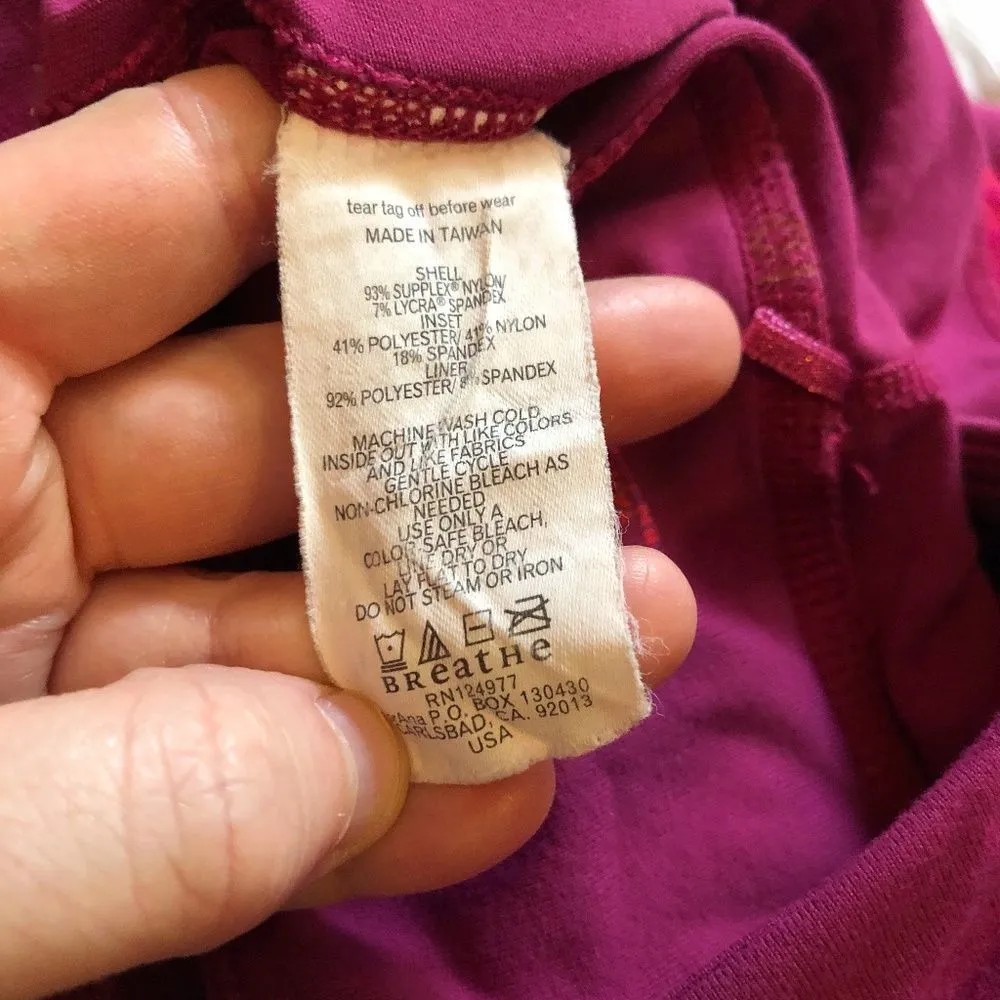 tear tag off before wear
MADE IN TAIWAN
SHELL
93% SUPPLEX® NYLON/
7% LYCRA® SPANDEX
INSET
41% POLYESTER/ 41% NYLON
18% SPANDEX
LINER
92% POLYESTER/ 8% SPANDEX
MACHINE WASH COLD
INSIDE OUT WITH LIKE COLORS
AND LIKE FABRICS
GENTLE CYCLE
NON-CHLORINE BLEACH AS
NEEDED
USE ONLY A
COLOR SAFE BLEACH,
LINE DRY OR
LAY FLAT TO DRY
DO NOT STEAM OR IRON
BReatHe
RN124977
P.O. BOX 130430
CARLSBAD, CA. 92013
USA